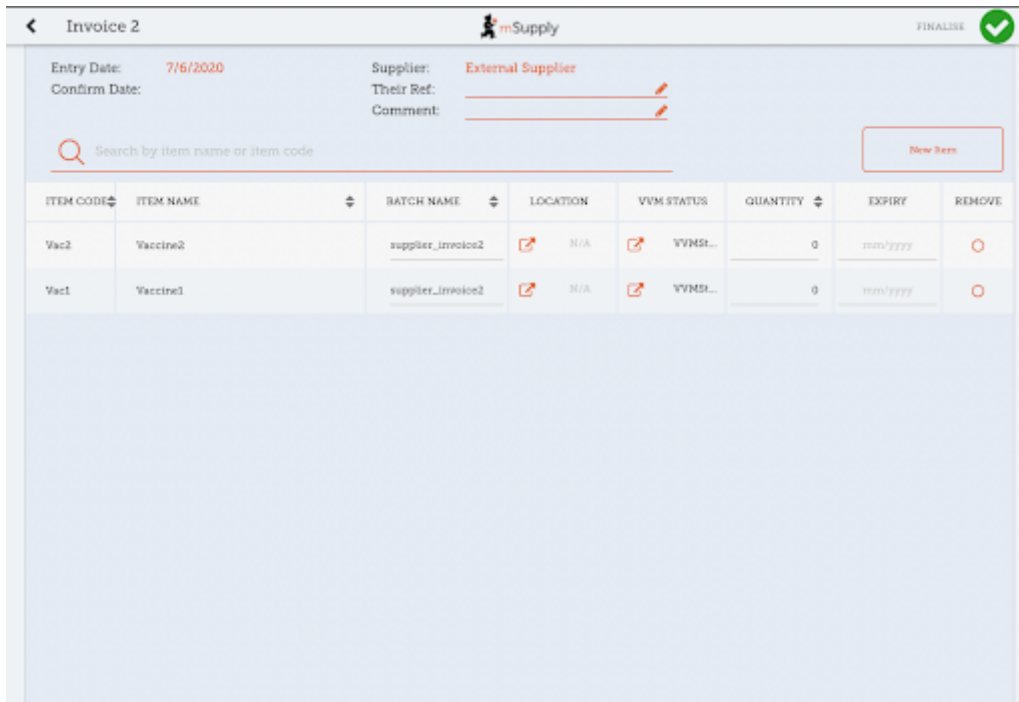 Invoice 2
mSupply
FINALISE
Entry Date: 7/6/2020
Supplier: External Supplier
Confirm Date:
Their Ref:
Comment:
Search by item name or item code
New Item
ITEM CODE ITEM NAME BATCH NAME LOCATION VVM STATUS QUANTITY EXPIRY REMOVE
Vac2 Vaccine2 supplier_invoice2 N/A VVMSt... 0 mm/yyyy
Vac1 Vaccine1 supplier_invoice2 N/A VVMSt... 0 mm/yyyy